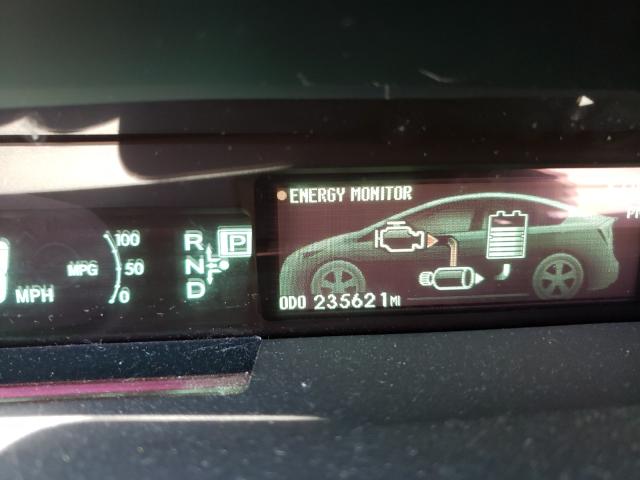 ENERGY MONITOR
100
R P
MPG 50
N
MPH 0
D
ODO 235621 MI